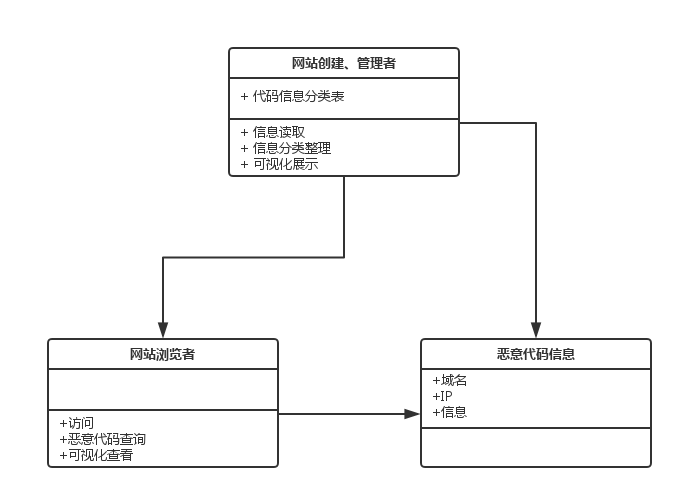 网站创建、管理者
+ 代码信息分类表
+ 信息读取
+ 信息分类整理
+ 可视化展示
网站浏览者
+访问
+恶意代码查询
+可视化查看
恶意代码信息
+域名
+IP
+信息